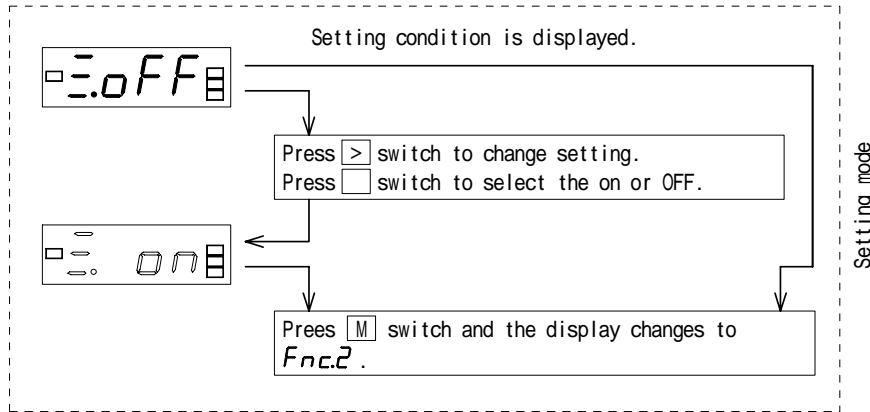 Setting condition is displayed.
Ξ.oFF
Press > switch to change setting.
Press switch to select the on or OFF.
Ξ. on
Prees M switch and the display changes to
Fnc.2 .
Setting mode